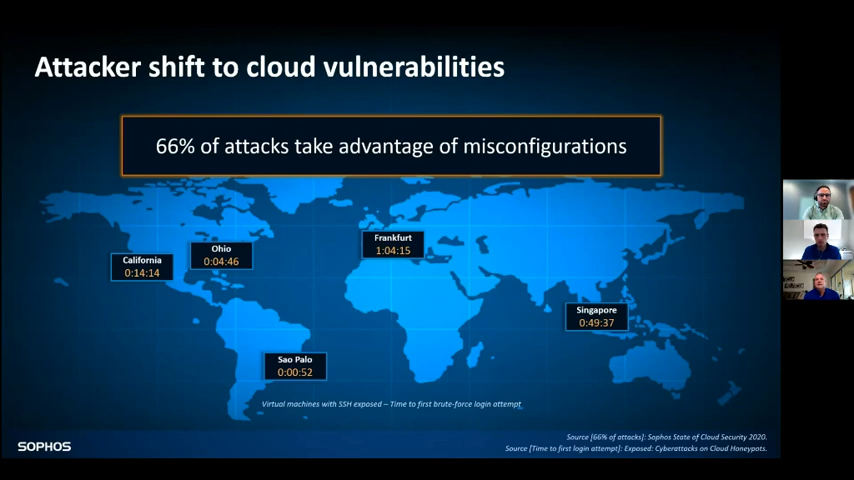 Attacker shift to cloud vulnerabilities
66% of attacks take advantage of misconfigurations
Frankfurt
1:04:15
Ohio
0:04:46
California
0:14:14
Singapore
0:49:37
Sao Palo
0:00:52
Virtual machines with SSH exposed – Time to first brute-force login attempt
Source [66% of attacks]: Sophos State of Cloud Security 2020.
Source [Time to first login attempt]: Exposed: Cyberattacks on Cloud Honeypots.
SOPHOS